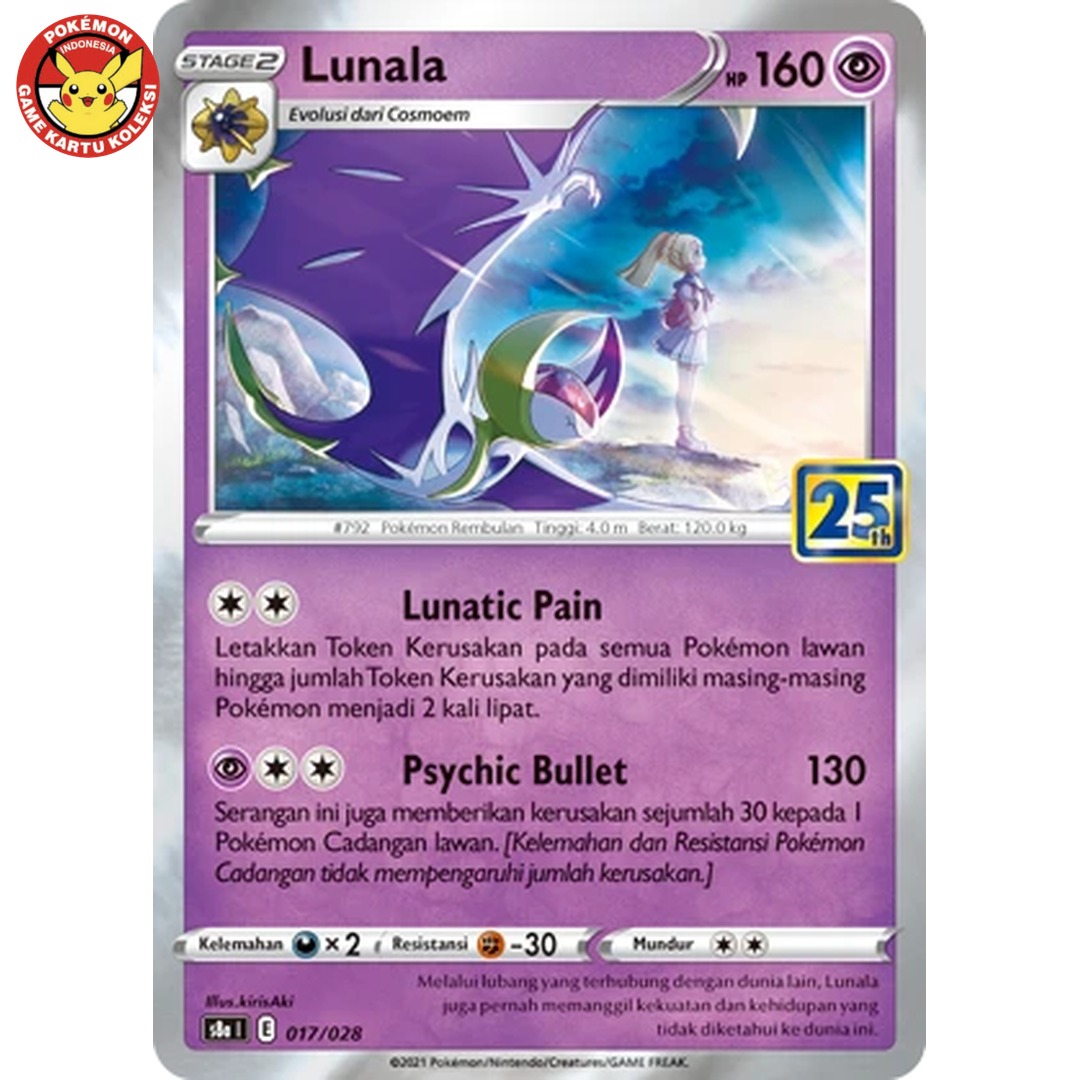 POKÉMON
INDONESIA
GAME KARTU KOLEKSI
STAGE2
Lunala
HP 160
Evolusi dari Cosmoem
#792 Pokémon Rembulan Tinggi: 4.0 m Berat: 120.0 kg
25th
Lunatic Pain
Letakkan Token Kerusakan pada semua Pokémon lawan
hingga jumlah Token Kerusakan yang dimiliki masing-masing
Pokémon menjadi 2 kali lipat.
Psychic Bullet 130
Serangan ini juga memberikan kerusakan sejumlah 30 kepada 1
Pokémon Cadangan lawan. [Kelemahan dan Resistansi Pokémon
Cadangan tidak mempengaruhi jumlah kerusakan.]
Kelemahan ×2 Resistansi -30 Mundur
Melalui lubang yang terhubung dengan dunia lain, Lunala
juga pernah memanggil kekuatan dan kehidupan yang
tidak diketahui ke dunia ini.
Illus.kirisAki
s8a I E 017/028
©2021 Pokémon/Nintendo/Creatures/GAME FREAK.